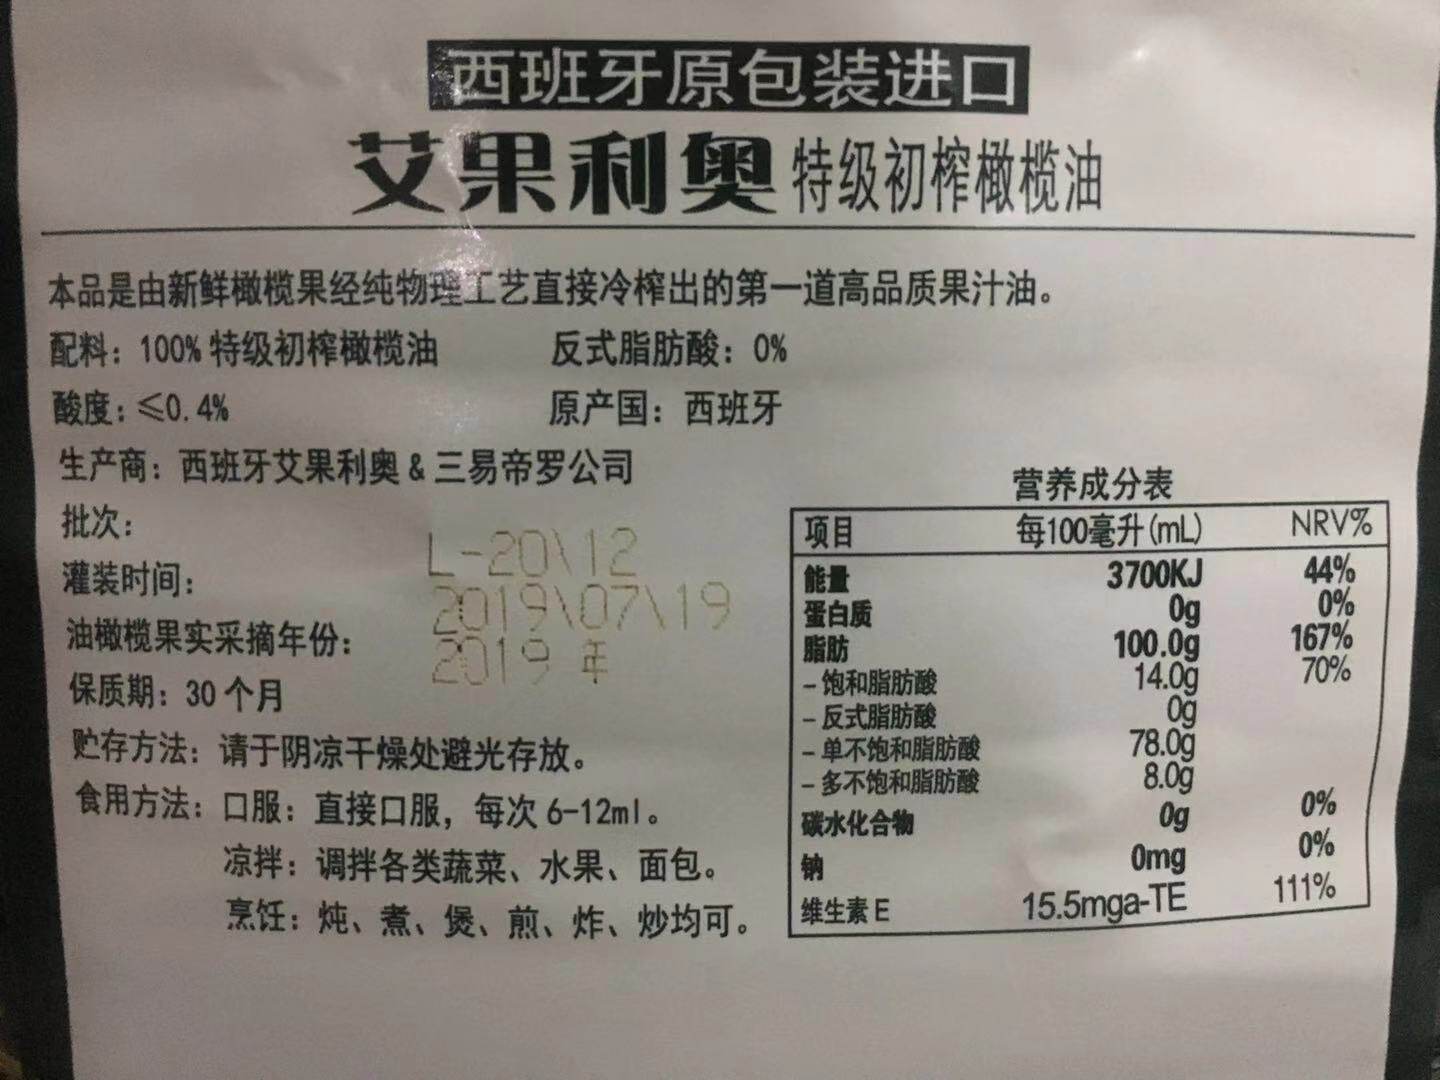 西班牙原包装进口
艾果利奥 特级初榨橄榄油
本品是由新鲜橄榄果经纯物理工艺直接冷榨出的第一道高品质果汁油。
配料：100%特级初榨橄榄油 反式脂肪酸：0%
酸度：≤0.4% 原产国：西班牙
生产商：西班牙艾果利奥&三易帝罗公司
批次： L-20\12
灌装时间： 2019\07\19
油橄榄果实采摘年份： 2019 年
保质期：30个月
贮存方法：请于阴凉干燥处避光存放。
食用方法：口服：直接口服，每次6-12ml。
凉拌：调拌各类蔬菜、水果、面包。
烹饪：炖、煮、煲、煎、炸、炒均可。
营养成分表
项目 每100毫升(mL) NRV%
能量 3700KJ 44%
蛋白质 0g 0%
脂肪 100.0g 167%
-饱和脂肪酸 14.0g 70%
-反式脂肪酸 0g
-单不饱和脂肪酸 78.0g
-多不饱和脂肪酸 8.0g
碳水化合物 0g 0%
钠 0mg 0%
维生素E 15.5mga-TE 111%